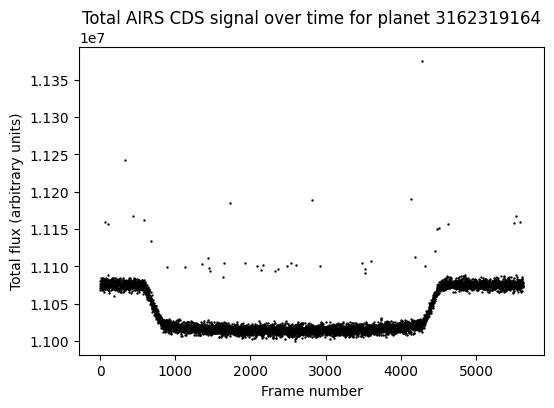 Total AIRS CDS signal over time for planet 3162319164
1e7
1.135
1.130
1.125
1.120
1.115
1.110
1.105
1.100
Total flux (arbitrary units)
0 1000 2000 3000 4000 5000
Frame number